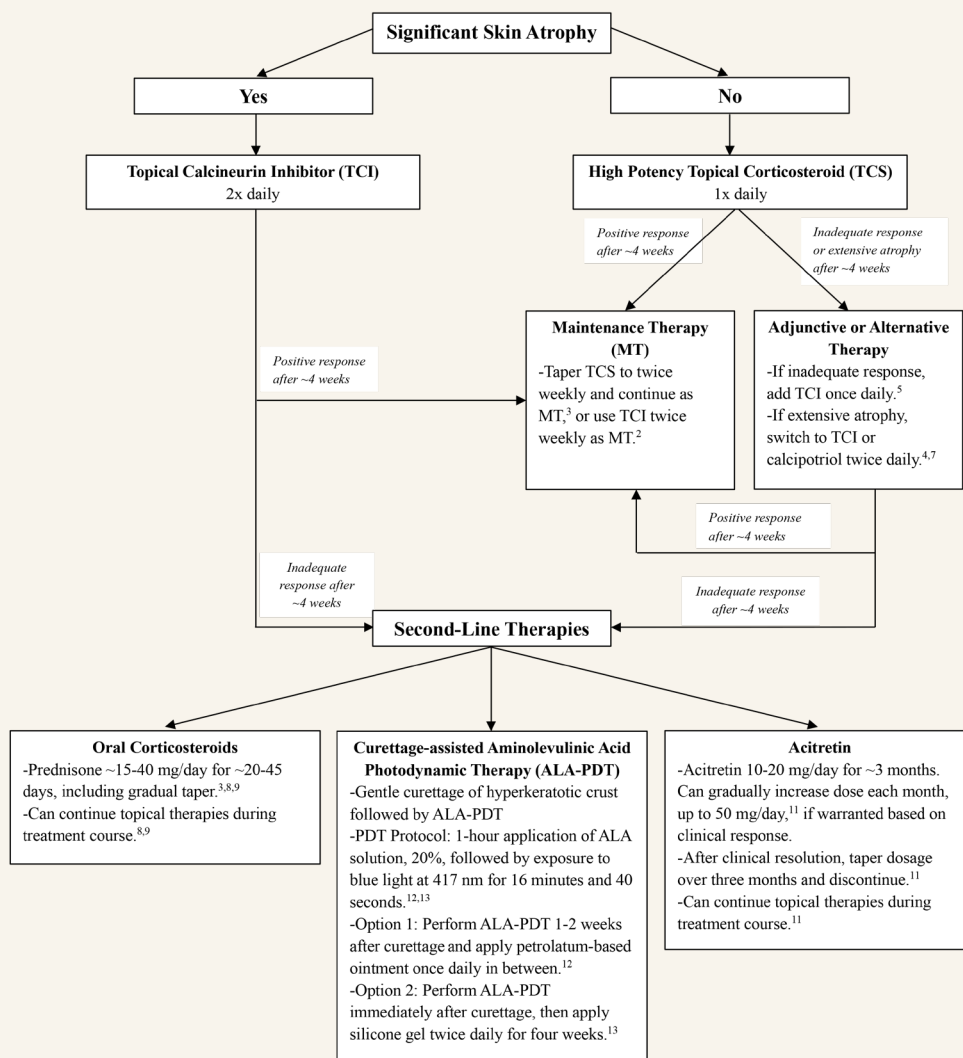 Significant Skin Atrophy
Yes
No
Topical Calcineurin Inhibitor (TCI)
2x daily
High Potency Topical Corticosteroid (TCS)
1x daily
Positive response
after ~4 weeks
Inadequate response
or extensive atrophy
after ~4 weeks
Maintenance Therapy
(MT)
-Taper TCS to twice
weekly and continue as
MT,³ or use TCI twice
weekly as MT.²
Adjunctive or Alternative
Therapy
-If inadequate response,
add TCI once daily.⁵
-If extensive atrophy,
switch to TCI or
calcipotriol twice daily.⁴,⁷
Positive response
after ~4 weeks
Positive response
after ~4 weeks
Inadequate
response after
~4 weeks
Inadequate response
after ~4 weeks
Second-Line Therapies
Oral Corticosteroids
-Prednisone ~15-40 mg/day for ~20-45
days, including gradual taper.³,⁸,⁹
-Can continue topical therapies during
treatment course.⁸,⁹
Curettage-assisted Aminolevulinic Acid
Photodynamic Therapy (ALA-PDT)
-Gentle curettage of hyperkeratotic crust
followed by ALA-PDT
-PDT Protocol: 1-hour application of ALA
solution, 20%, followed by exposure to
blue light at 417 nm for 16 minutes and 40
seconds.¹²,¹³
-Option 1: Perform ALA-PDT 1-2 weeks
after curettage and apply petrolatum-based
ointment once daily in between.¹²
-Option 2: Perform ALA-PDT
immediately after curettage, then apply
silicone gel twice daily for four weeks.¹³
Acitretin
-Acitretin 10-20 mg/day for ~3 months.
Can gradually increase dose each month,
up to 50 mg/day,¹¹ if warranted based on
clinical response.
-After clinical resolution, taper dosage
over three months and discontinue.¹¹
-Can continue topical therapies during
treatment course.¹¹